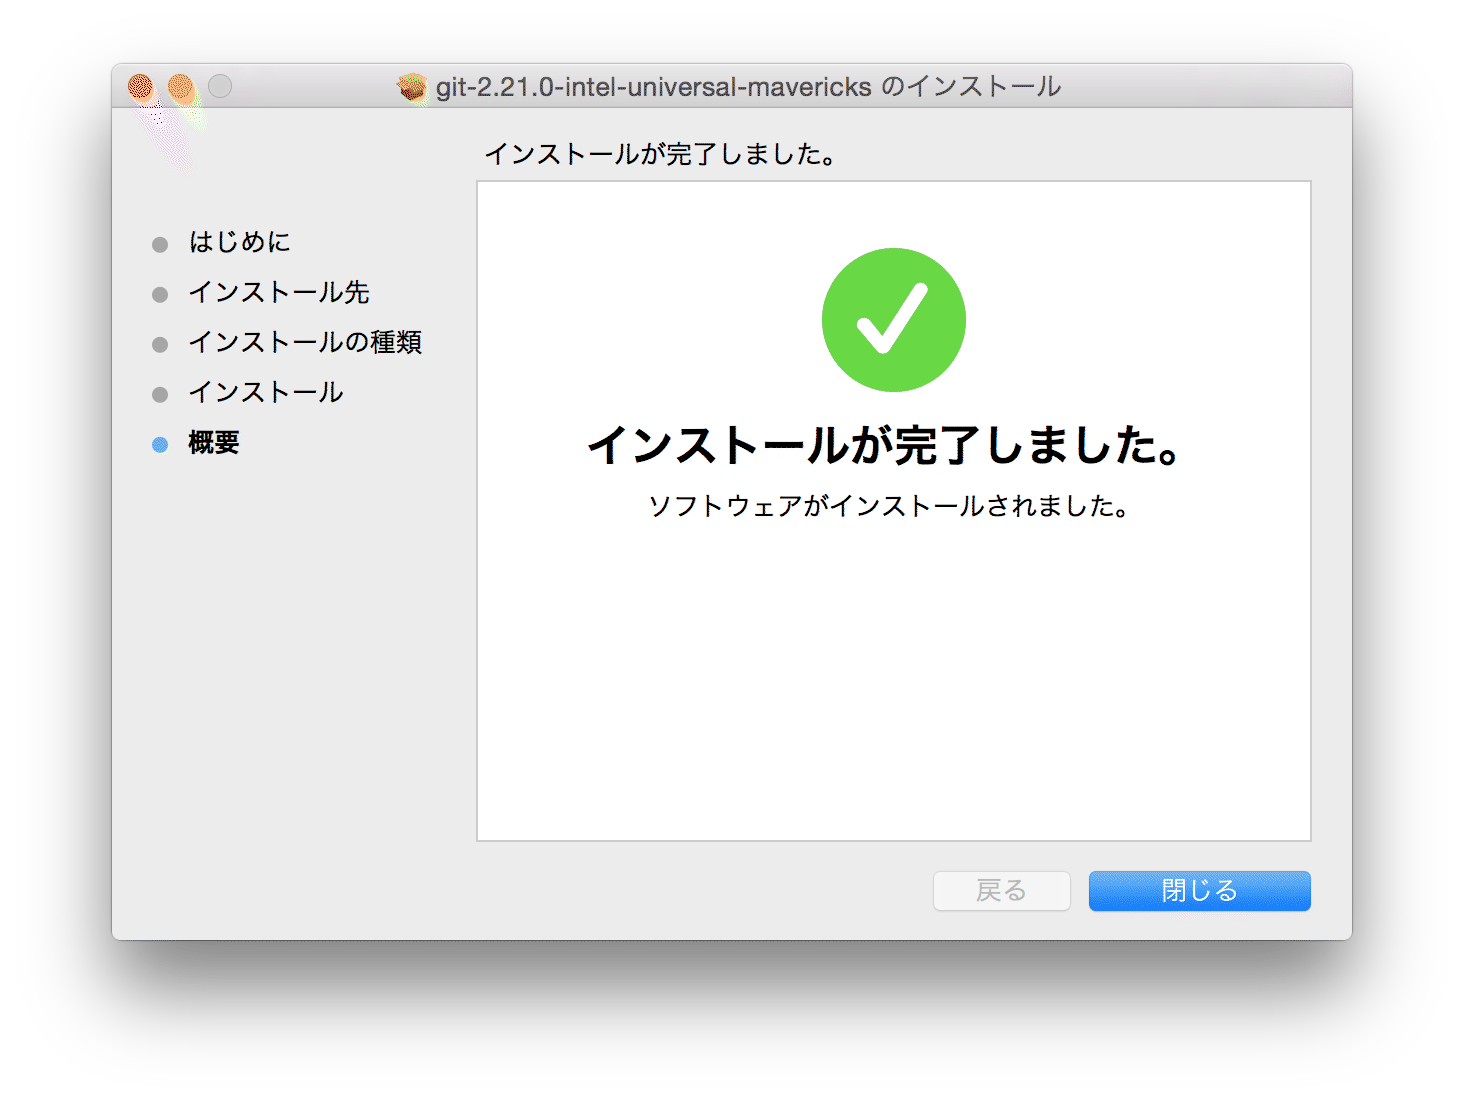 git-2.21.0-intel-universal-mavericks のインストール
インストールが完了しました。
はじめに
インストール先
インストールの種類
インストール
概要
インストールが完了しました。
ソフトウェアがインストールされました。
戻る
閉じる